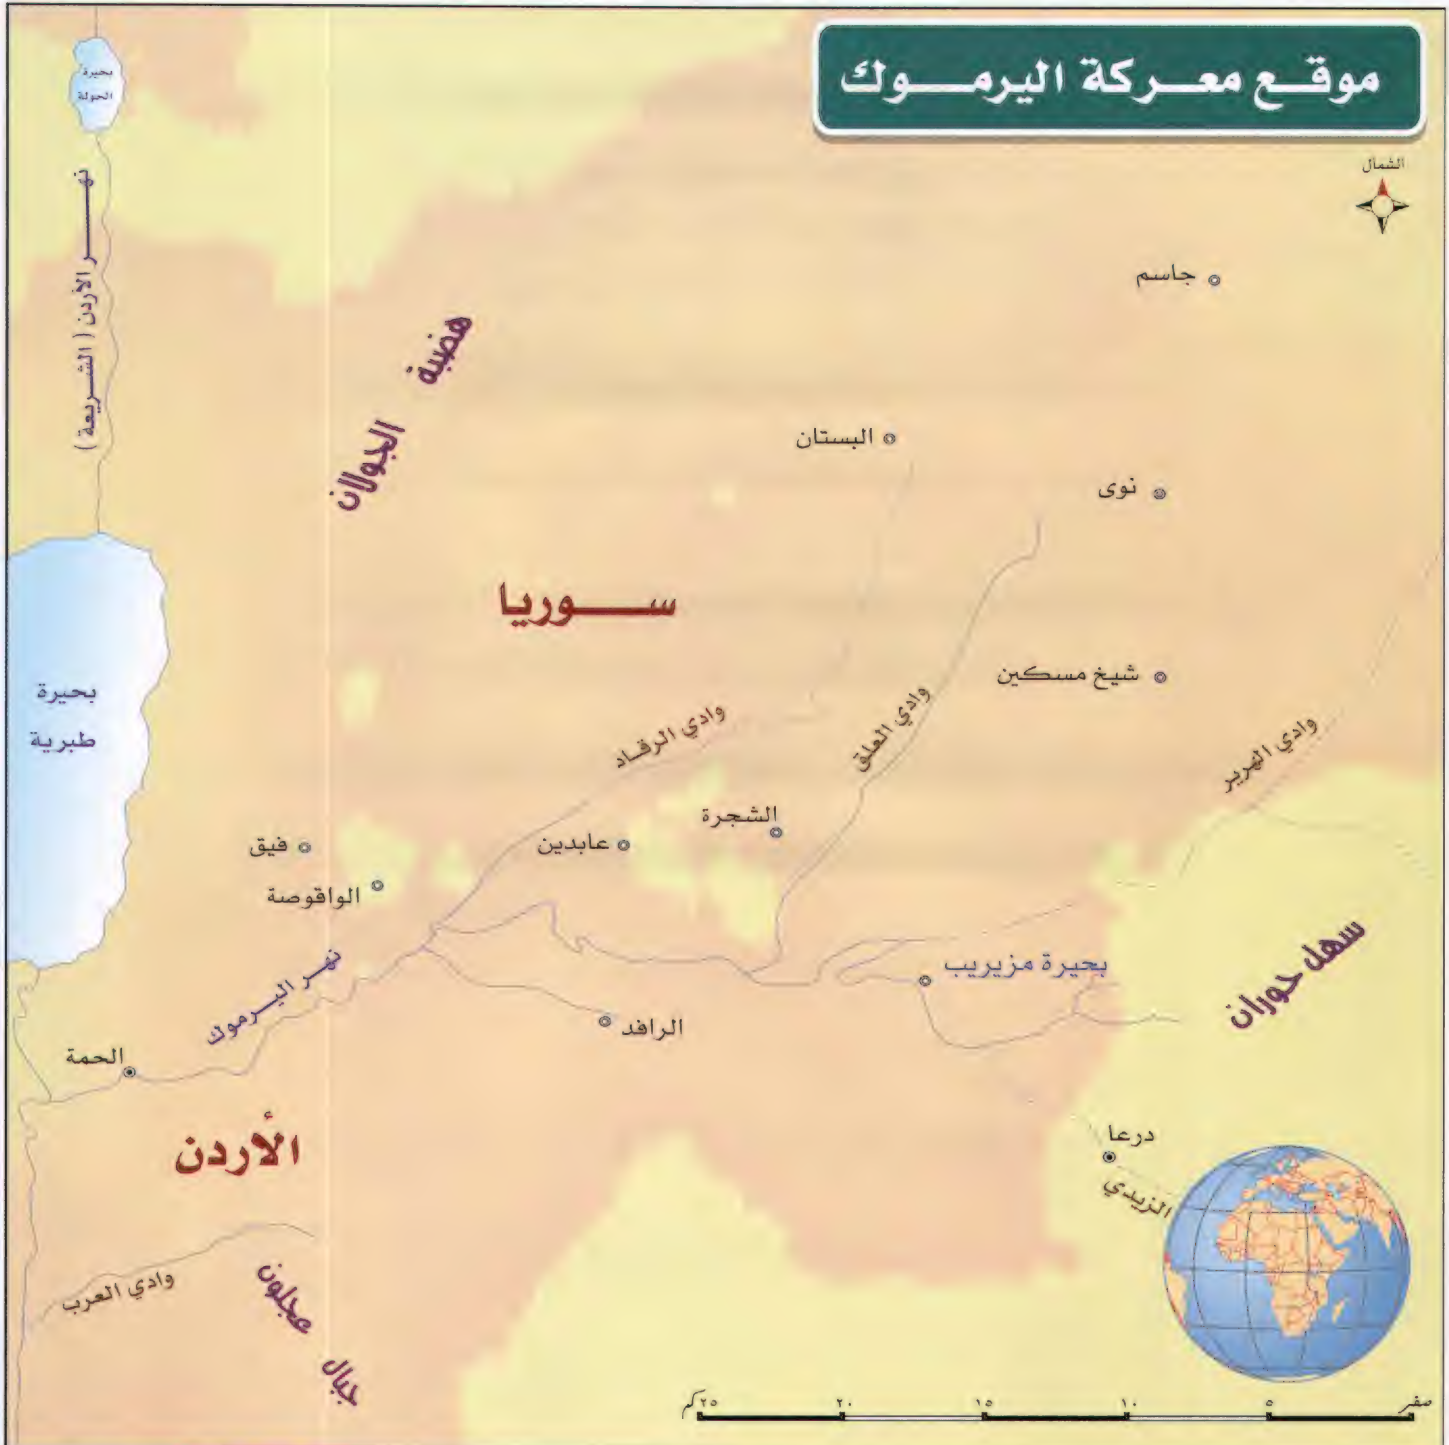 موقع معركة اليرموك
الشمال
بحيرة
الحولة
نهر الأردن ( الشريعة )
جاسم
هضبة الجولان
البستان
نوى
سوريا
شيخ مسكين
بحيرة
طبرية
وادي الرقاد
وادي العلق
وادي الهرير
الشجرة
عابدين
فيق
الواقوصة
سهل حوران
بحيرة مزيريب
نهر اليرموك
الرافد
الحمة
درعا
الأردن
الزيدي
وادي العرب
جبال عجلون
صفر ٥ ١٠ ١٥ ٢٠ ٢٥كم